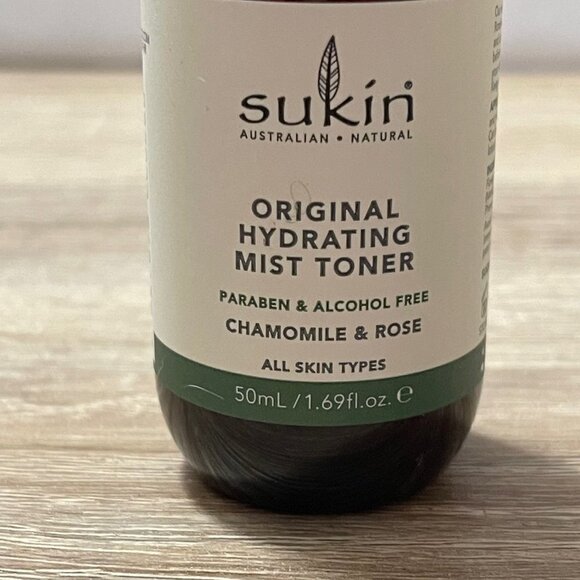 sukin®
AUSTRALIAN • NATURAL
ORIGINAL
HYDRATING
MIST TONER
PARABEN & ALCOHOL FREE
CHAMOMILE & ROSE
ALL SKIN TYPES
50mL /1.69fl.oz. ℮